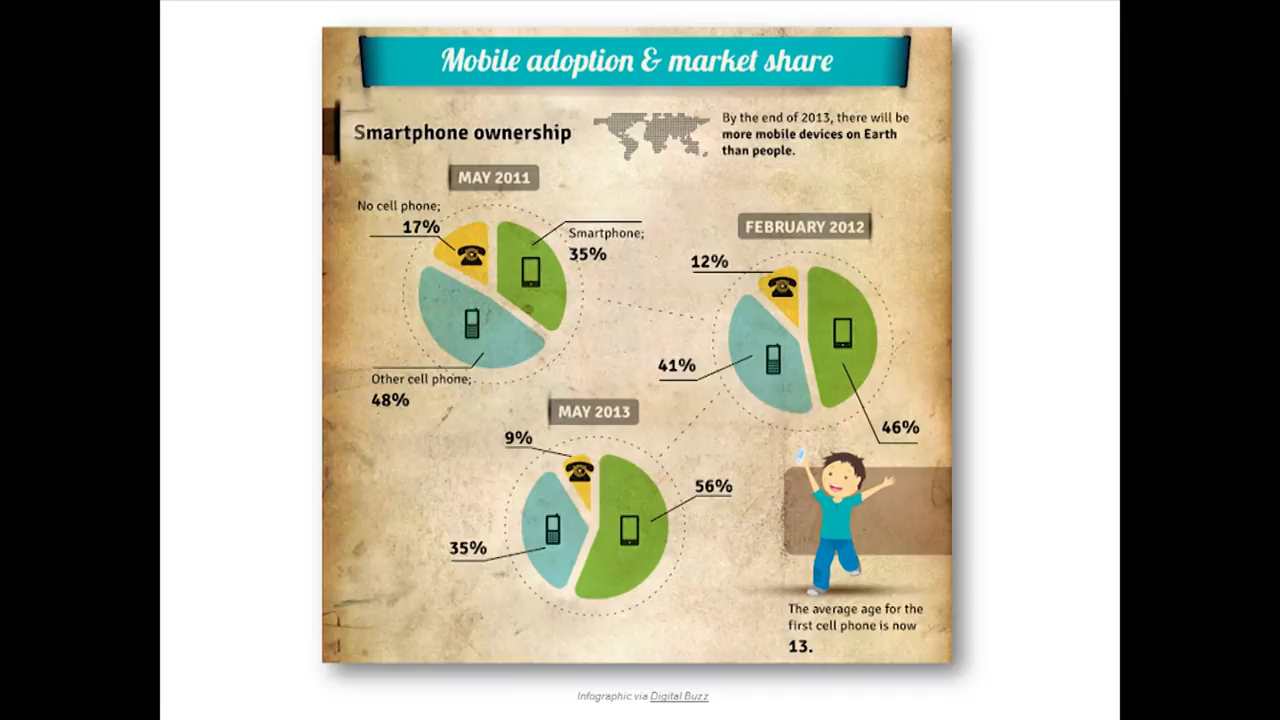 Mobile adoption & market share
Smartphone ownership
By the end of 2013, there will be
more mobile devices on Earth
than people.
MAY 2011
No cell phone;
17%
Smartphone;
35%
Other cell phone;
48%
FEBRUARY 2012
12%
41%
46%
MAY 2013
9%
56%
35%
The average age for the
first cell phone is now
13.
Infographic via Digital Buzz